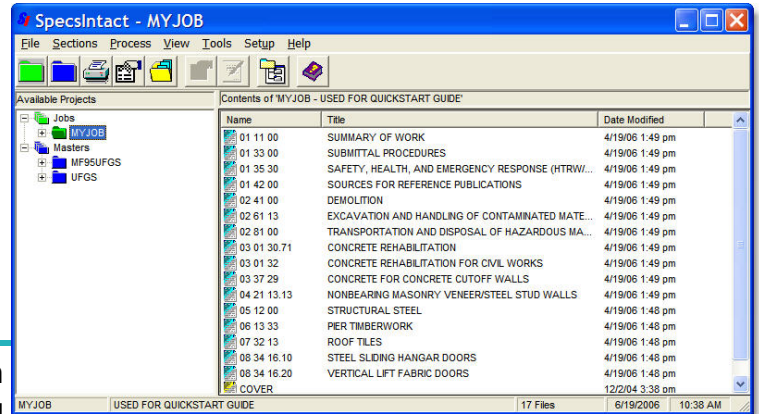 SpecsIntact - MYJOB
File Sections Process View Tools Setup Help
Available Projects
Contents of 'MYJOB - USED FOR QUICKSTART GUIDE'
Jobs
MYJOB
Masters
MF95UFGS
UFGS
Name Title Date Modified
01 11 00 SUMMARY OF WORK 4/19/06 1:49 pm
01 33 00 SUBMITTAL PROCEDURES 4/19/06 1:49 pm
01 35 30 SAFETY, HEALTH, AND EMERGENCY RESPONSE (HTRW/... 4/19/06 1:49 pm
01 42 00 SOURCES FOR REFERENCE PUBLICATIONS 4/19/06 1:49 pm
02 41 00 DEMOLITION 4/19/06 1:49 pm
02 61 13 EXCAVATION AND HANDLING OF CONTAMINATED MATE... 4/19/06 1:49 pm
02 81 00 TRANSPORTATION AND DISPOSAL OF HAZARDOUS MA... 4/19/06 1:49 pm
03 01 30.71 CONCRETE REHABILITATION 4/19/06 1:49 pm
03 01 32 CONCRETE REHABILITATION FOR CIVIL WORKS 4/19/06 1:49 pm
03 37 29 CONCRETE FOR CONCRETE CUTOFF WALLS 4/19/06 1:49 pm
04 21 13.13 NONBEARING MASONRY VENEER/STEEL STUD WALLS 4/19/06 1:49 pm
05 12 00 STRUCTURAL STEEL 4/19/06 1:48 pm
06 13 33 PIER TIMBERWORK 4/19/06 1:48 pm
07 32 13 ROOF TILES 4/19/06 1:48 pm
08 34 16.10 STEEL SLIDING HANGAR DOORS 4/19/06 1:48 pm
08 34 16.20 VERTICAL LIFT FABRIC DOORS 4/19/06 1:48 pm
COVER 12/2/04 3:38 pm
MYJOB USED FOR QUICKSTART GUIDE 17 Files 6/19/2006 10:38 AM